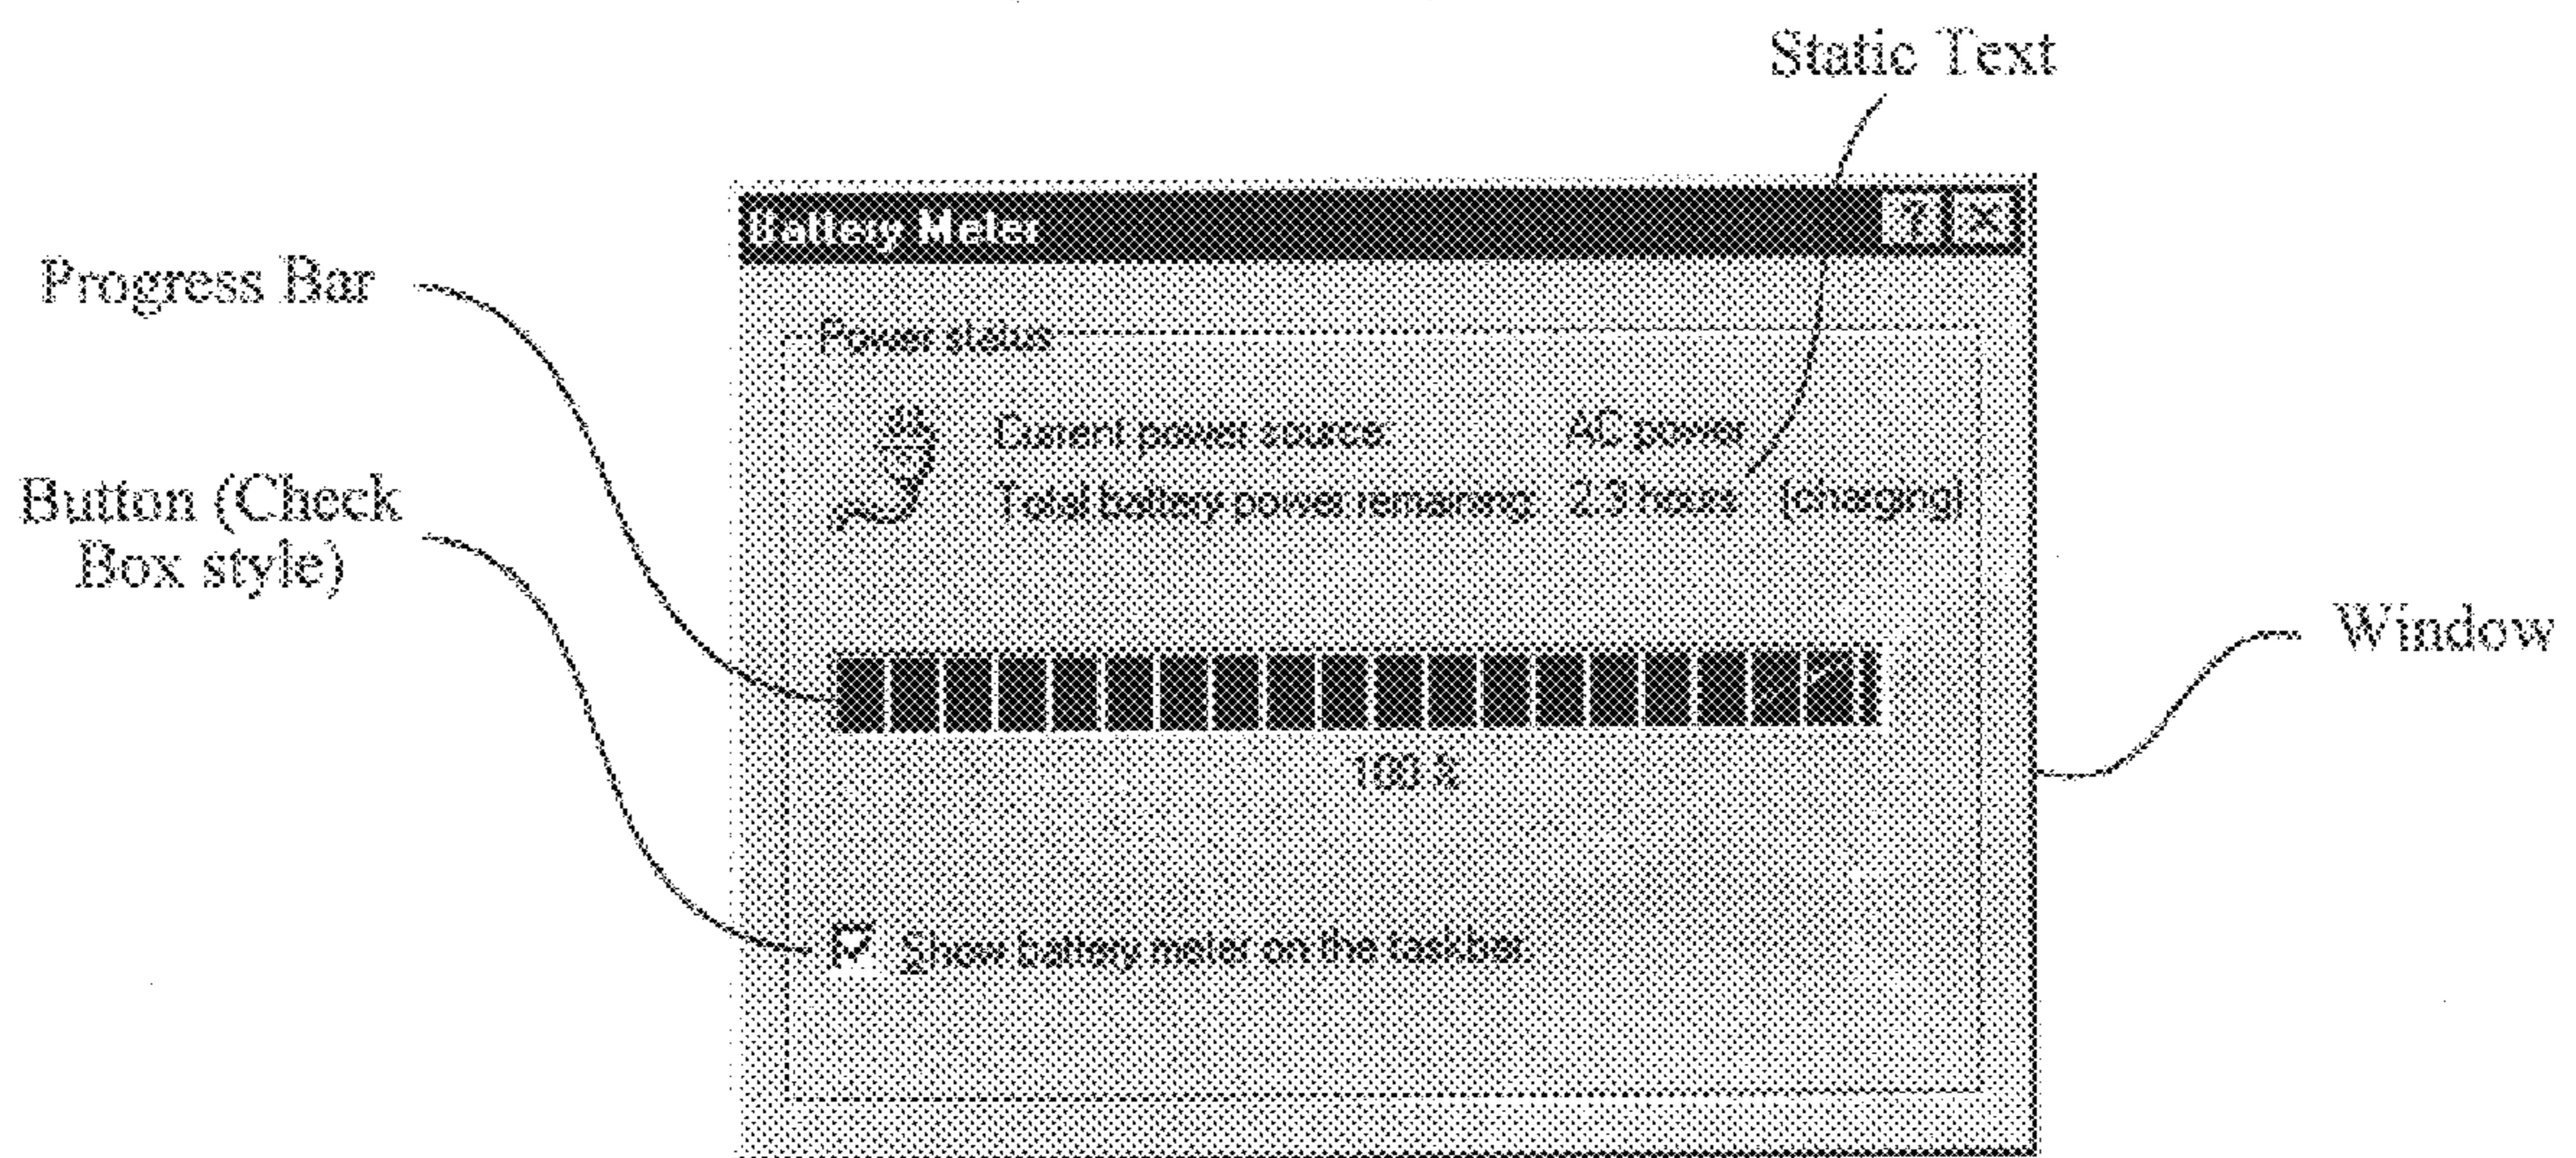 Static Text
Battery Meter
? ×
Progress Bar
Power status
Current power source: AC power
Button (Check
Box style)
Total battery power remaining: 2.3 hours (charging)
Window
100 %
Show battery meter on the taskbar.